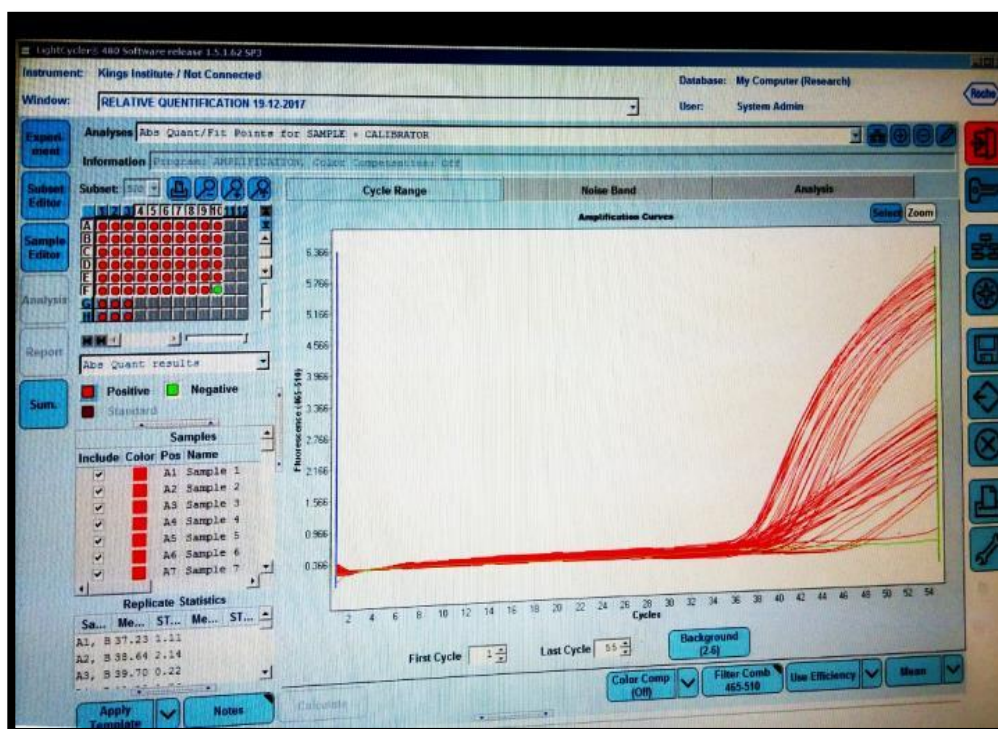 LightCycler® 480 Software release 1.5.1.62 SP3
Instrument: Kings Institute / Not Connected
Database: My Computer (Research)
Window: RELATIVE QUENTIFICATION 19-12-2017
User: System Admin
Roche
Experi-
ment
Analyses Abs Quant/Fit Points for SAMPLE + CALIBRATOR
Information Program: AMPLIFICATION, Color Compensation: Off
Subset
Editor
Subset:
Cycle Range Noise Band Analysis
1 2 3 4 5 6 7 8 9 10 11 12
A
B
C
D
E
F
G
H
Sample
Editor
Analysis
Report
Sum.
Abs Quant results
Positive Negative
Standard
Samples
Include Color Pos Name
A1 Sample 1
A2 Sample 2
A3 Sample 3
A4 Sample 4
A5 Sample 5
A6 Sample 6
A7 Sample 7
Replicate Statistics
Sa... Me... ST... Me... ST...
A1, B 37.23 1.11
A2, B 38.64 2.14
A3, B 39.70 0.22
Apply
Template
Notes
Amplification Curves
Select Zoom
Fluorescence (465-510)
6.366
5.766
5.166
4.566
3.966
3.366
2.766
2.166
1.566
0.966
0.366
2 4 6 8 10 12 14 16 18 20 22 24 26 28 30 32 34 36 38 40 42 44 46 48 50 52 54
Cycles
First Cycle 1 Last Cycle 55
Background
(2.6)
Calculate
Color Comp
(Off)
Filter Comb
465-510
Use Efficiency
Mean